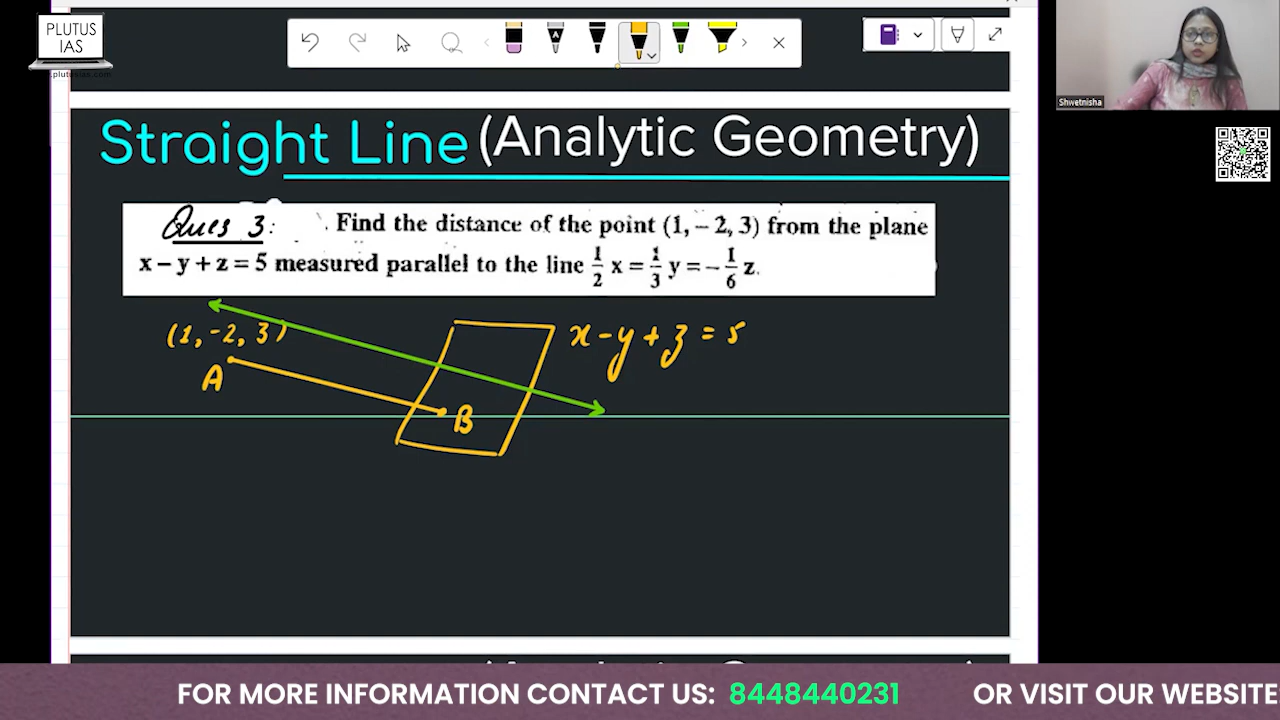 PLUTUS
IAS
plutusias.com
A
Shwetnisha
Straight Line (Analytic Geometry)
Ques 3: Find the distance of the point (1, – 2, 3) from the plane
x – y + z = 5 measured parallel to the line 1/2 x = 1/3 y = – 1/6 z.
(1, -2, 3)
x - y + z = 5
A
B
FOR MORE INFORMATION CONTACT US: 8448440231 OR VISIT OUR WEBSITE